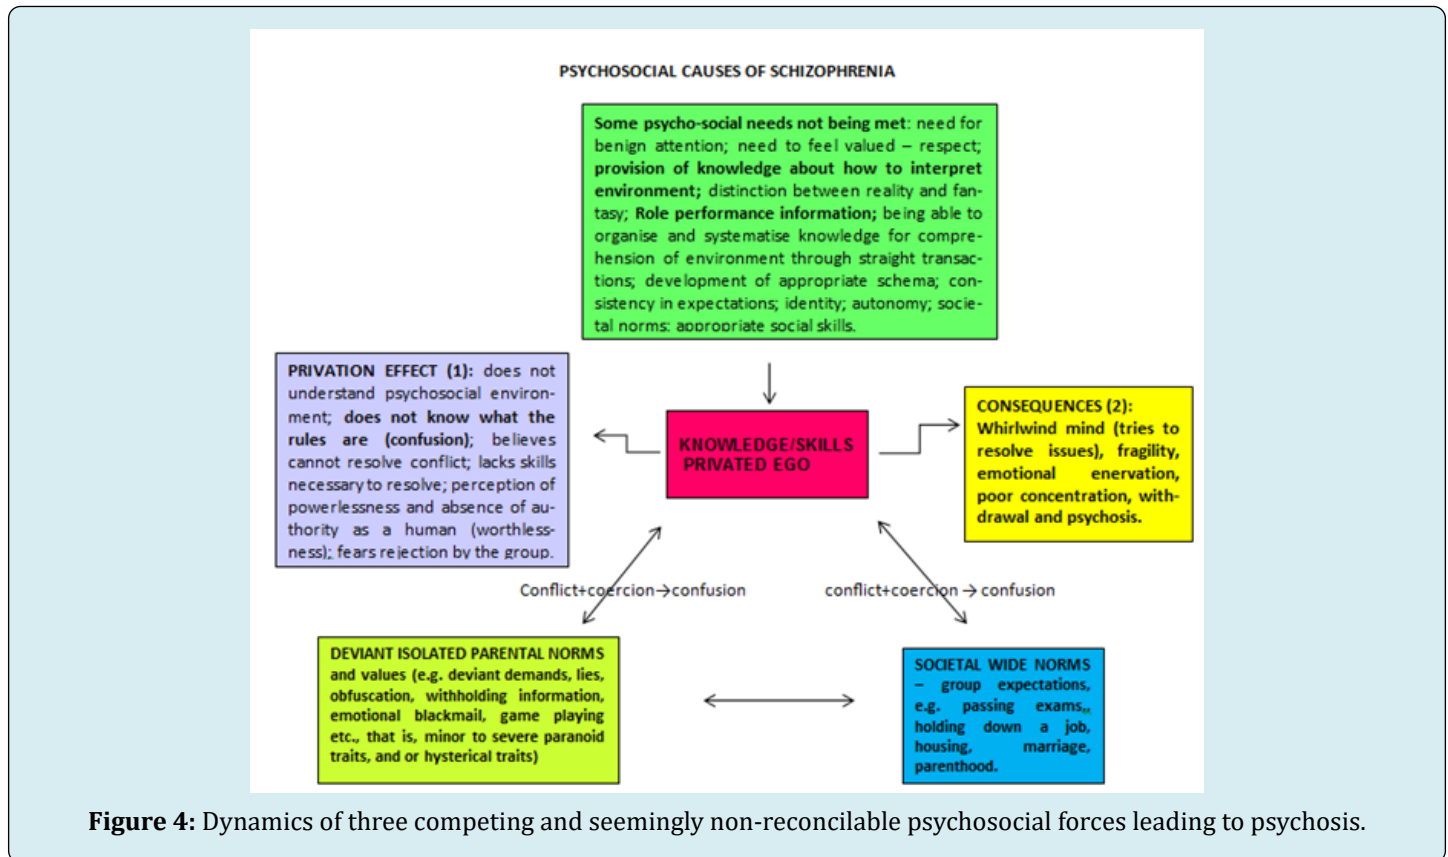 PSYCHOSOCIAL CAUSES OF SCHIZOPHRENIA
Some psycho-social needs not being met: need for
benign attention; need to feel valued – respect;
provision of knowledge about how to interpret
environment; distinction between reality and fan-
tasy; Role performance information; being able to
organise and systematise knowledge for compre-
hension of environment through straight transac-
tions; development of appropriate schema; con-
sistency in expectations; identity; autonomy; socie-
tal norms; appropriate social skills.
PRIVATION EFFECT (1): does not
understand psychosocial environ-
ment; does not know what the
rules are (confusion); believes
cannot resolve conflict; lacks skills
necessary to resolve; perception of
powerlessness and absence of au-
thority as a human (worthless-
ness); fears rejection by the group.
KNOWLEDGE/SKILLS
PRIVATED EGO
CONSEQUENCES (2):
Whirlwind mind (tries to
resolve issues), fragility,
emotional enervation,
poor concentration, with-
drawal and psychosis.
Conflict+coercion→confusion
conflict+coercion → confusion
DEVIANT ISOLATED PARENTAL NORMS
and values (e.g. deviant demands, lies,
obfuscation, withholding information,
emotional blackmail, game playing
etc., that is, minor to severe paranoid
traits, and or hysterical traits)
SOCIETAL WIDE NORMS
– group expectations,
e.g. passing exams,,
holding down a job,
housing, marriage,
parenthood.
Figure 4: Dynamics of three competing and seemingly non-reconcilable psychosocial forces leading to psychosis.